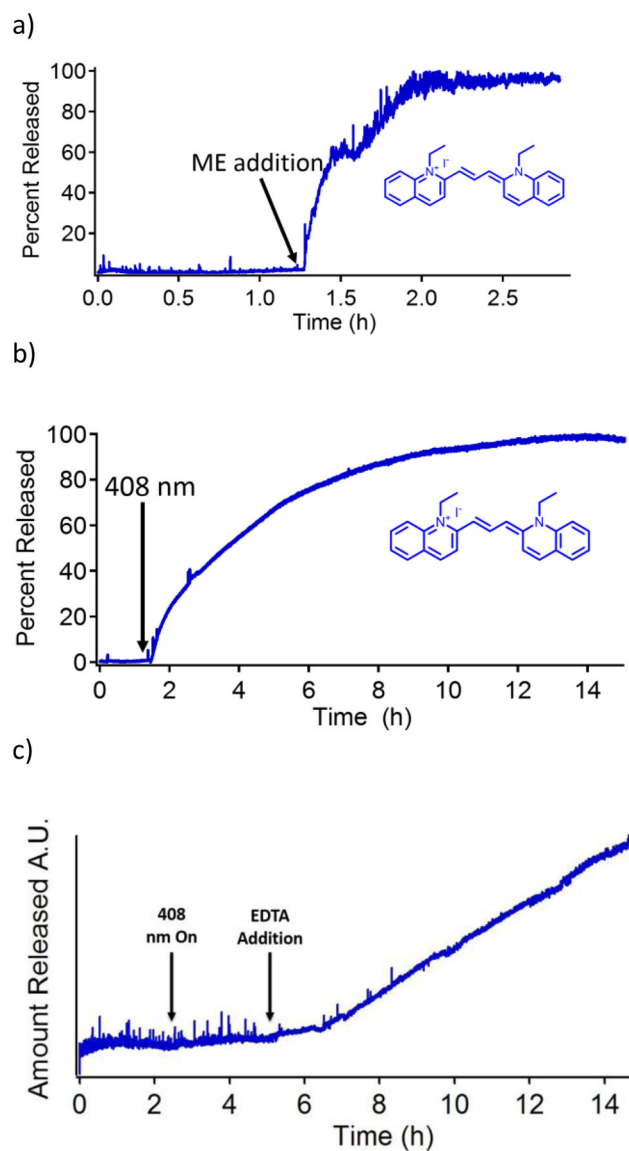 a)
100
80
60
40
20
Percent Released
ME addition
N+ I-
N
0.0 0.5 1.0 1.5 2.0 2.5
Time (h)
b)
100
80
60
40
20
0
Percent Released
408 nm
N+ I-
N
0 2 4 6 8 10 12 14
Time (h)
c)
Amount Released A.U.
408
nm On
EDTA
Addition
0 2 4 6 8 10 12 14
Time (h)